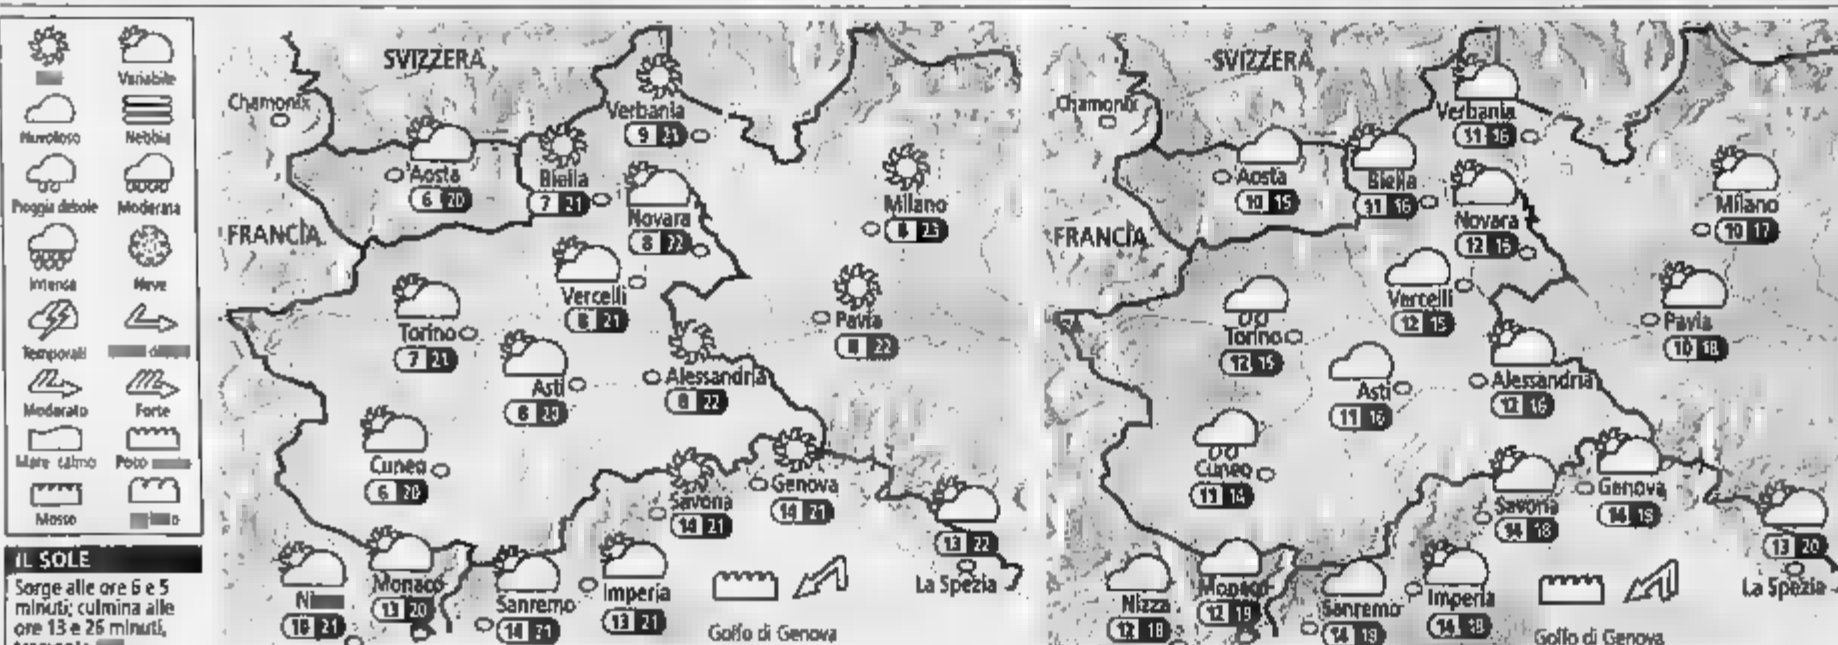 Variabile
Nuvoloso
Nebbia
Pioggia debole
Moderata
Intensa
Neve
Temporali
Moderato
Forte
Mare calmo
Poco
Mosso
IL SOLE
Sorge alle ore 6 e 5
minuti; culmina alle
ore 13 e 26 minuti,
SVIZZERA
Chamonix
Verbania
9 21
Aosta
6 20
Biella
7 21
Novara
8 22
Milano
23
FRANCIA
Vercelli
21
Torino
7 21
Pavia
8 22
Asti
Alessandria
8 22
Cuneo
6 20
Savona
14 21
Genova
14 21
13 22
La Spezia
Monaco
13 20
21
Sanremo
14 21
Imperia
13 21
Golfo di Genova
SVIZZERA
Chamonix
Verbania
11 16
Aosta
10 15
Biella
11 16
Novara
12 15
Milano
10 17
FRANCIA
Vercelli
12 15
Torino
12 15
Pavia
10 18
Asti
11 16
Alessandria
12 16
Cuneo
11 14
Savona
14 18
Genova
14
13 20
La Spezia
Nizza
12 18
Monaco
12
Sanremo
14
Imperia
14
Golfo di Genova